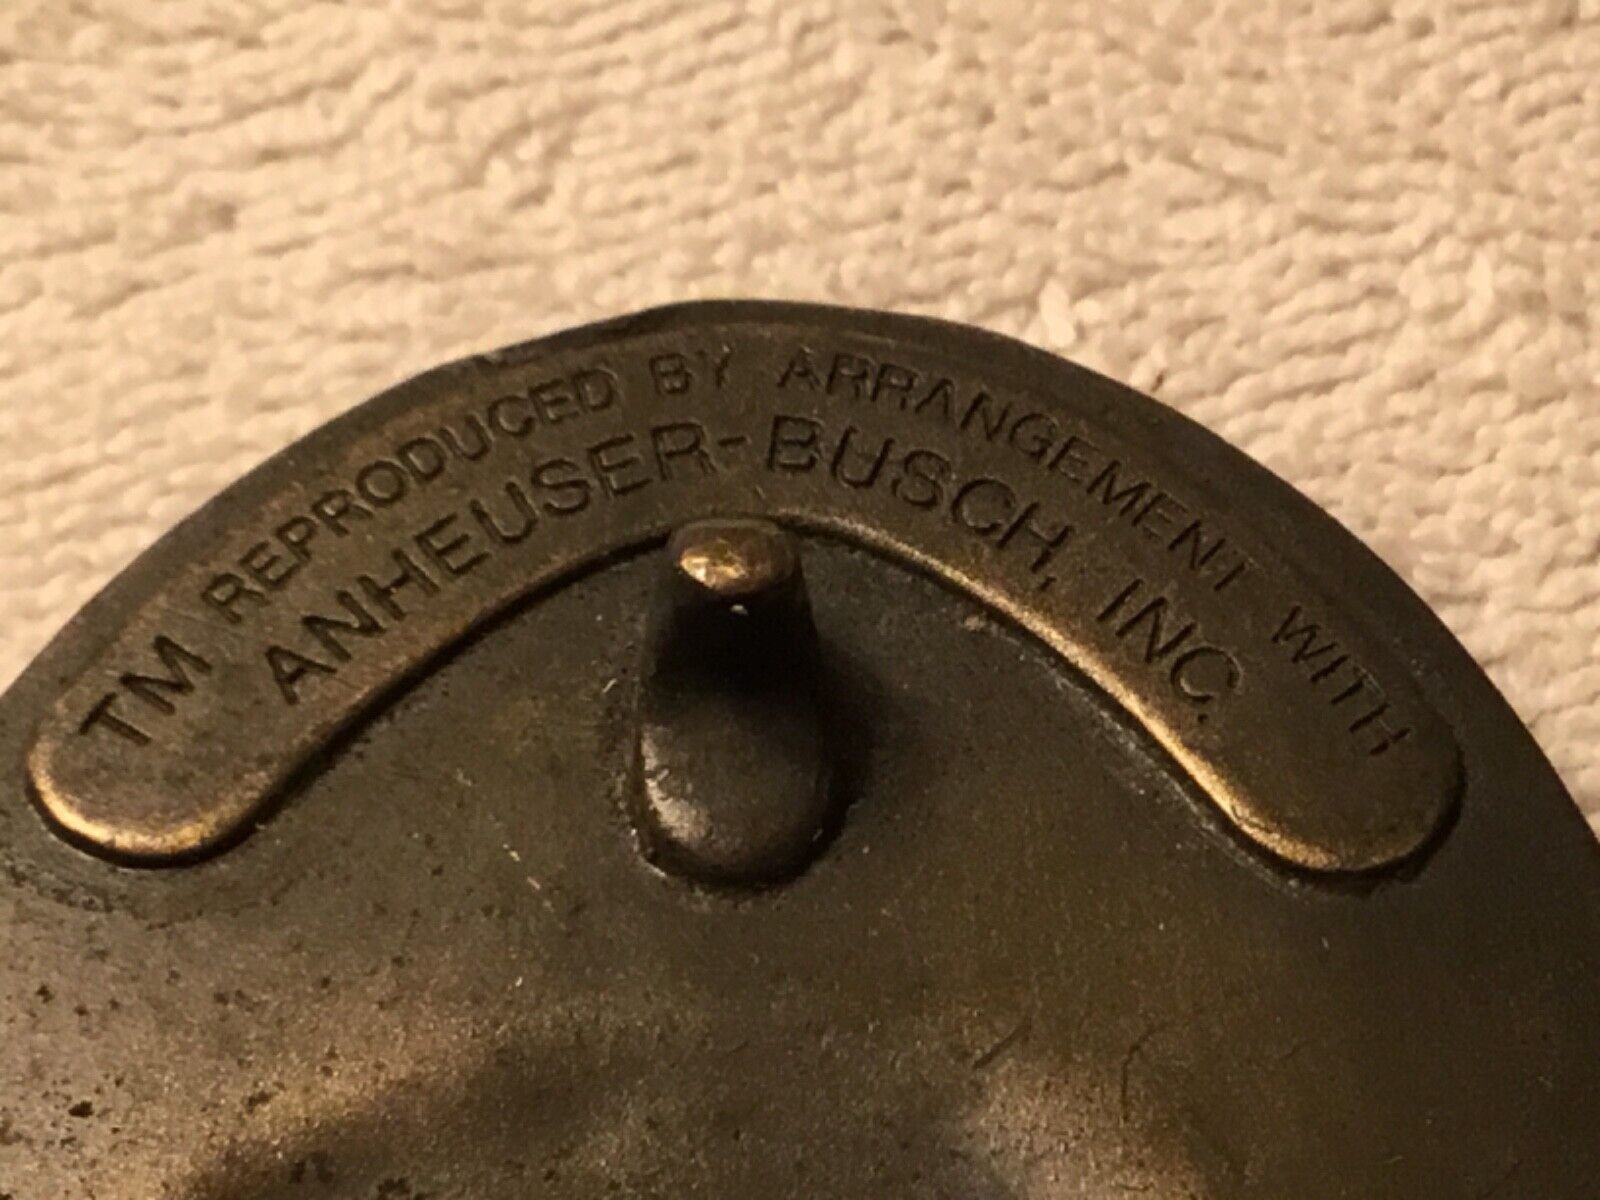 TM REPRODUCED BY ARRANGEMENT WITH
ANHEUSER-BUSCH, INC.